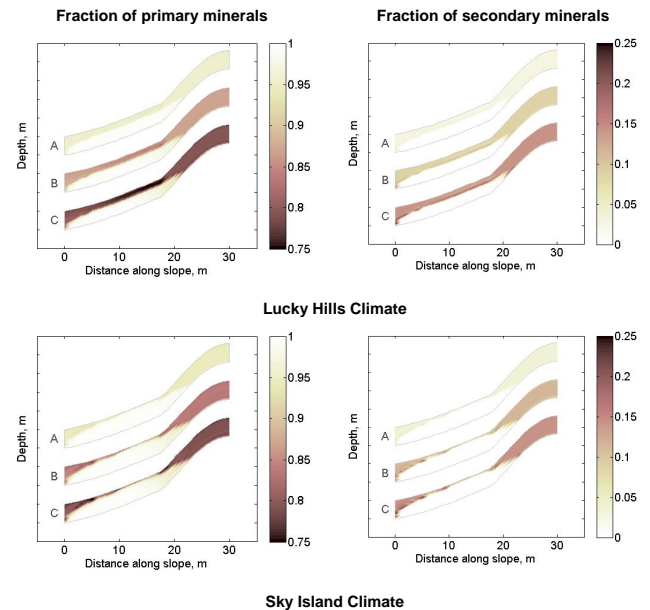 Fraction of primary minerals
Fraction of secondary minerals
Depth, m
A
B
C
1
0.95
0.9
0.85
0.8
0.75
0 10 20 30
Distance along slope, m
Depth, m
A
B
C
0.25
0.2
0.15
0.1
0.05
0
0 10 20 30
Distance along slope, m
Lucky Hills Climate
Depth, m
A
B
C
1
0.95
0.9
0.85
0.8
0.75
0 10 20 30
Distance along slope, m
Depth, m
A
B
C
0.25
0.2
0.15
0.1
0.05
0
0 10 20 30
Distance along slope, m
Sky Island Climate